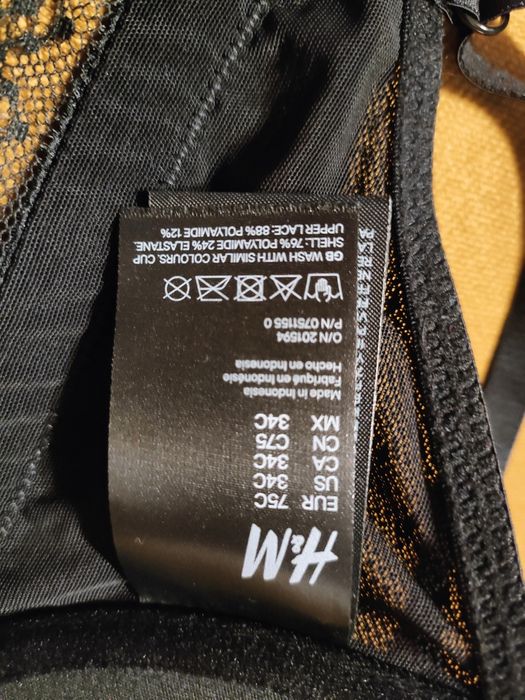 H&M
EUR 75C
US 34C
CA 34C
CN C75
MX 34C
Made in Indonesia
Fabriqué en Indonésie
Hecho en Indonesia
O/N 201594
P/N 0751155 0
GB WASH WITH SIMILAR COLOURS. CUP
SHELL: 76% POLYAMIDE 24% ELASTANE.
UPPER LACE: 88% POLYAMIDE 12%